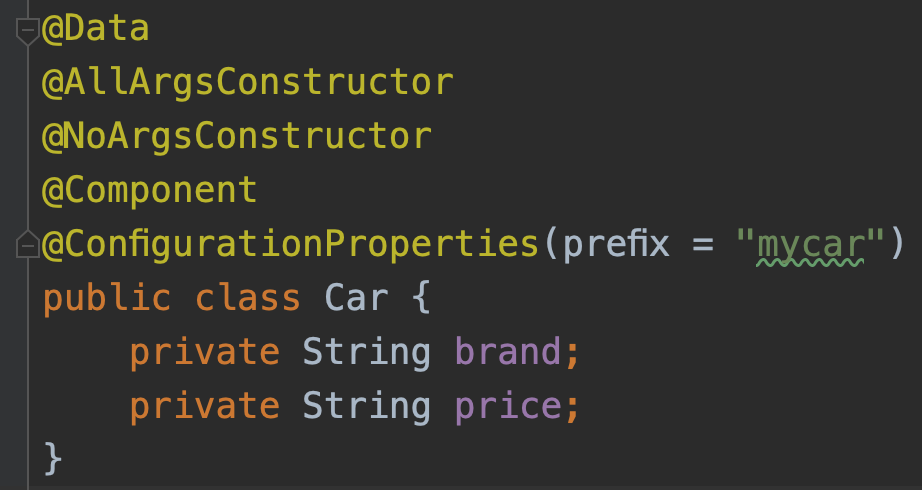 @Data
@AllArgsConstructor
@NoArgsConstructor
@Component
@ConfigurationProperties(prefix = "mycar")
public class Car {
    private String brand;
    private String price;
}